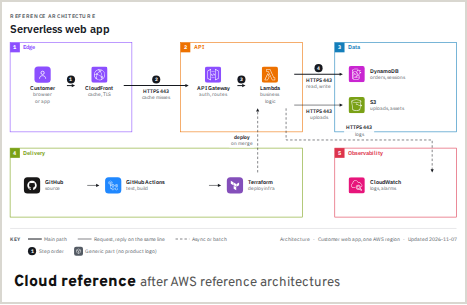 REFERENCE ARCHITECTURE
Serverless web app
1 Edge
2 API
3 Data
Customer
browser
or app
1
CloudFront
cache, TLS
2
HTTPS 443
cache misses
API Gateway
auth, routes
3
Lambda
business
logic
4
HTTPS 443
read, write
DynamoDB
orders, sessions
HTTPS 443
uploads
S3
uploads, assets
HTTPS 443
logs
deploy
on merge
4 Delivery
5 Observability
GitHub
source
GitHub Actions
test, build
Terraform
deploy infra
CloudWatch
logs, alarms
KEY
Main path
Request, reply on the same line
Async or batch
Architecture · Customer web app, one AWS region · Updated 2026-11-07
1 Step order
Generic part (no product logo)
Cloud reference after AWS reference architectures